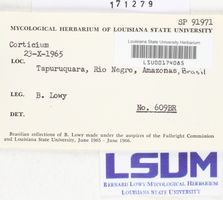 171279
SP 91971
MYCOLOGICAL HERBARIUM OF LOUISIANA STATE UNIVERSITY
Corticium
23-X-1965
Louisiana State University Herbarium
LSU00174085
LOC. Tapuruquara, Rio Negro, Amazonas, Brasil
LEG. B. Lowy
No. 609BR
Brazilian collections of B. Lowy made under the auspices of the Fulbright Commission
and Louisiana State University, June 1965 - June 1966.
LSUM
BERNARD LOWY MYCOLOGICAL HERBARIUM
LOUISIANA STATE UNIVERSITY